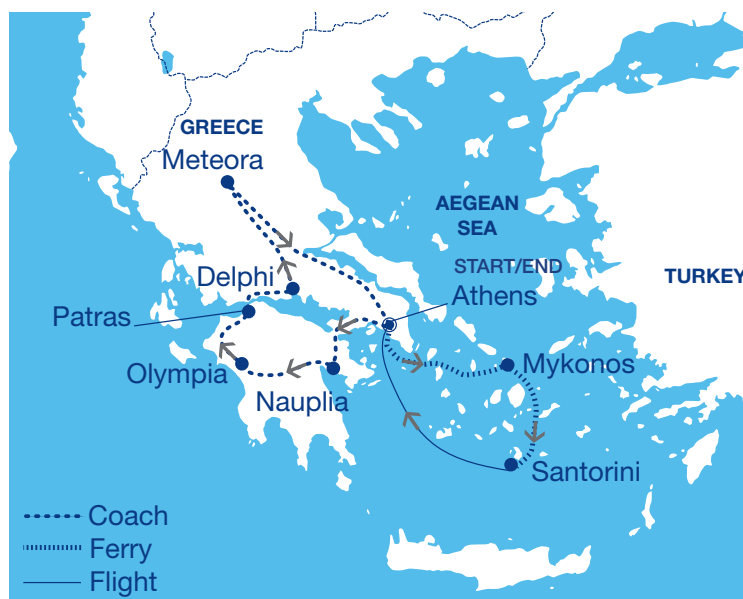 GREECE
Meteora
AEGEAN
SEA
START/END
Athens
TURKEY
Delphi
Patras
Olympia
Nauplia
Mykonos
Santorini
Coach
Ferry
Flight